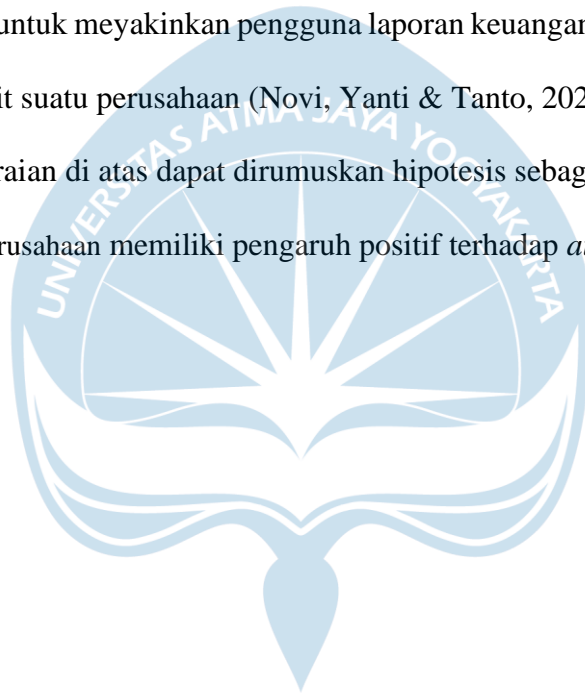 untuk meyakinkan pengguna laporan keuangan
it suatu perusahaan (Novi, Yanti & Tanto, 202
raian di atas dapat dirumuskan hipotesis sebag
rusahaan memiliki pengaruh positif terhadap a
UNIVERSITAS ATMA JAYA YOGYAKARTA